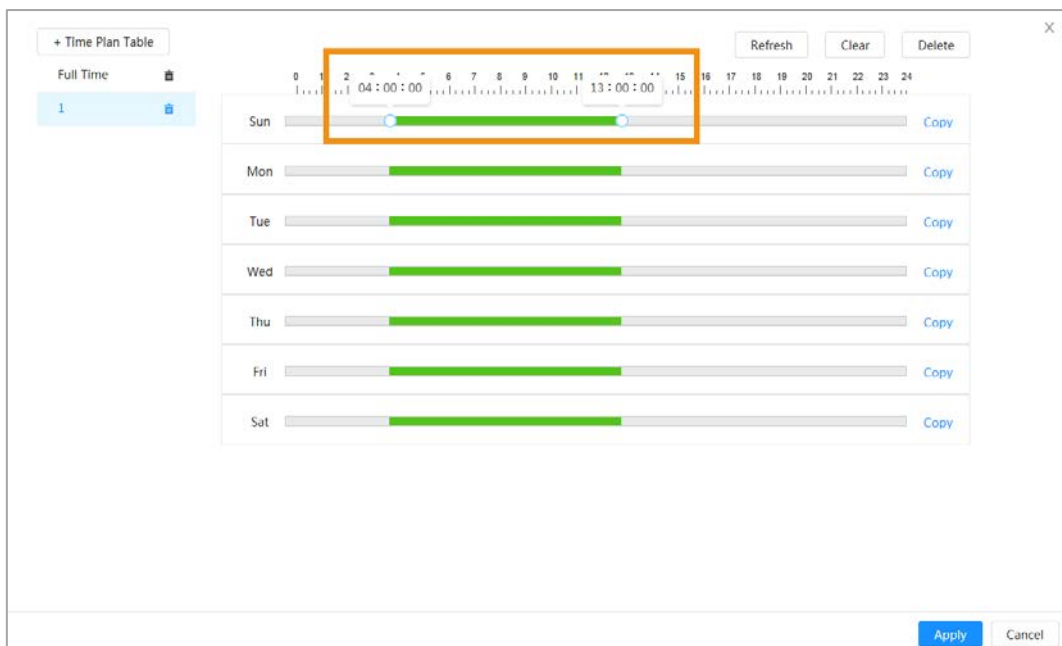 + Time Plan Table
Refresh Clear Delete X
Full Time
0 1 2 6 7 8 9 10 11 15 16 17 18 19 20 21 22 23 24
04:00:00 13:00:00
1
Sun Copy
Mon Copy
Tue Copy
Wed Copy
Thu Copy
Fri Copy
Sat Copy
Apply Cancel